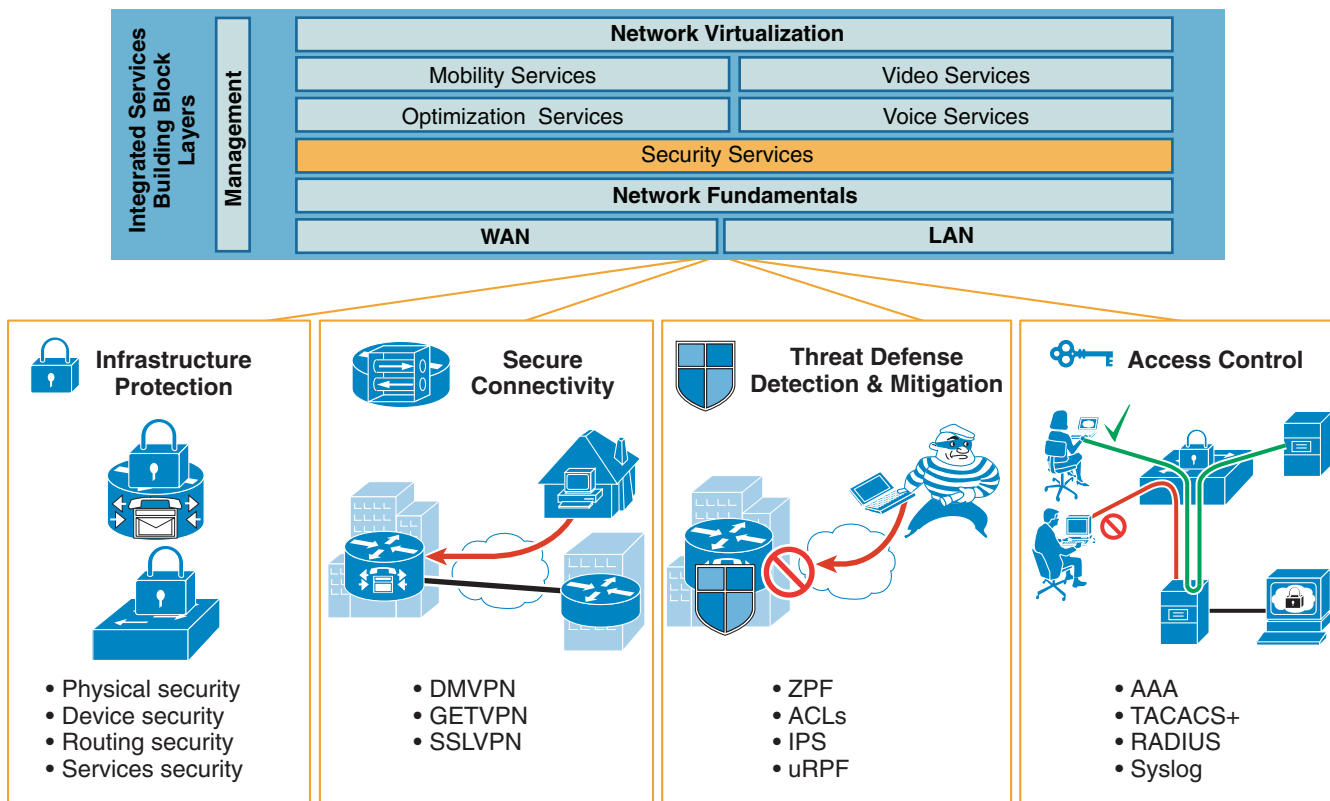 Integrated Services
Building Block
Layers
Management
Network Virtualization
Mobility Services
Video Services
Optimization Services
Voice Services
Security Services
Network Fundamentals
WAN
LAN
Infrastructure
Protection
• Physical security
• Device security
• Routing security
• Services security
Secure
Connectivity
• DMVPN
• GETVPN
• SSLVPN
Threat Defense
Detection & Mitigation
• ZPF
• ACLs
• IPS
• uRPF
Access Control
• AAA
• TACACS+
• RADIUS
• Syslog